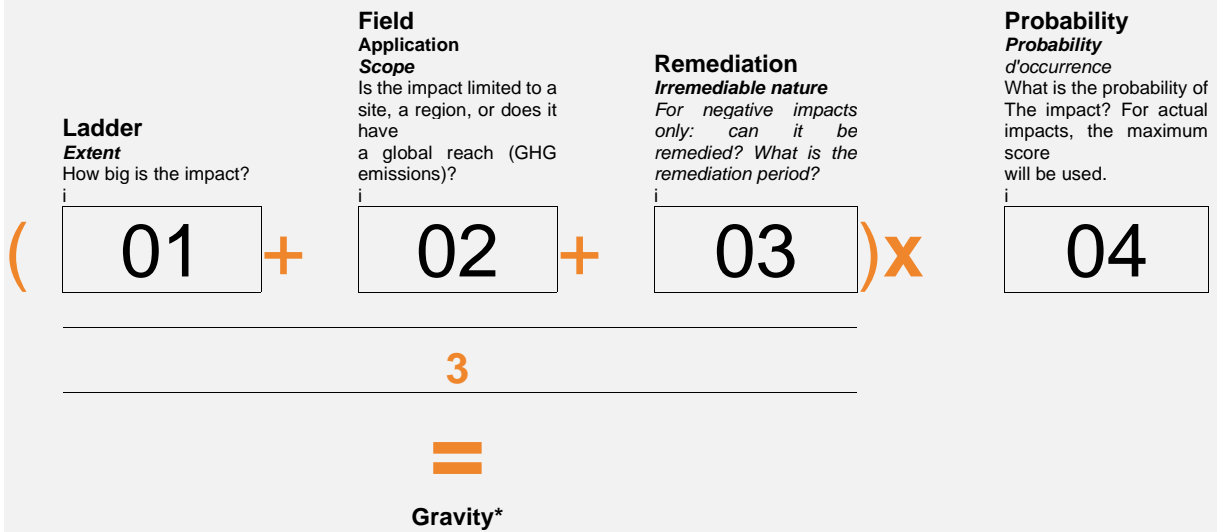 Ladder
Extent
How big is the impact?
i
Field
Application
Scope
Is the impact limited to a
site, a region, or does it
have
a global reach (GHG
emissions)?
i
Remediation
Irremediable nature
For negative impacts
only: can it be
remedied? What is the
remediation period?
i
Probability
Probability
d'occurrence
What is the probability of
The impact? For actual
impacts, the maximum
score
will be used.
i
( 01 + 02 + 03 ) x 04
3
=
Gravity*